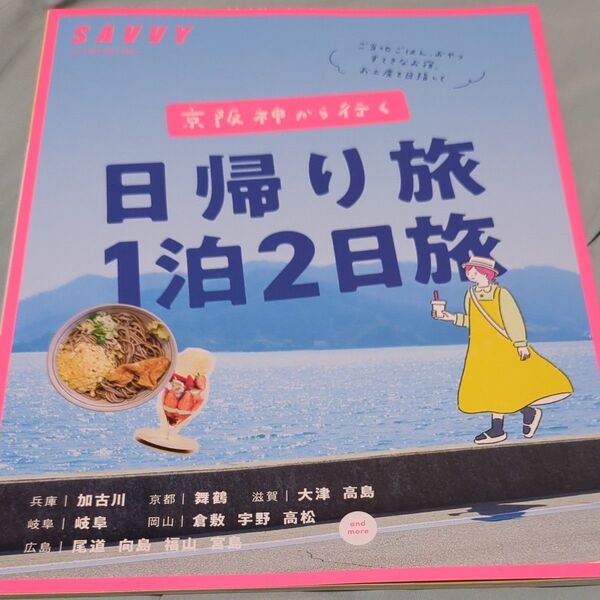 SAVVY
ご当地ごはん、おやつ
すてきなお宿、
お土産を目指して
京阪神から行く
日帰り旅
1泊2日旅
兵庫｜加古川 京都｜舞鶴 滋賀｜大津 高島
岐阜｜岐阜 岡山｜倉敷 宇野 高松
広島｜尾道 向島 福山 宮島
and
more